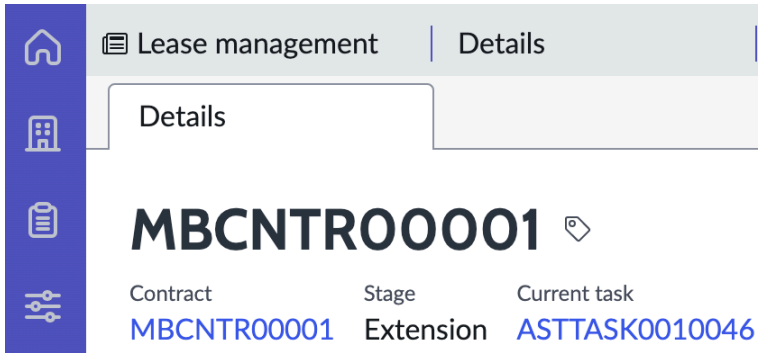 Lease management Details
Details
MBCNTR00001
Contract Stage Current task
MBCNTR00001 Extension ASTTASK0010046